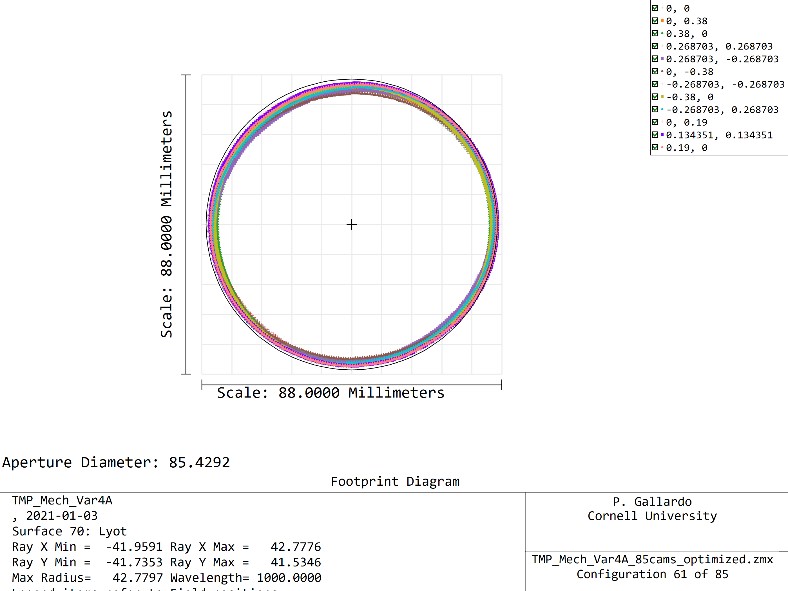 0, 0
0, 0.38
0.38, 0
0.268703, 0.268703
0.268703, -0.268703
0, -0.38
-0.268703, -0.268703
-0.38, 0
-0.268703, 0.268703
0, 0.19
0.134351, 0.134351
0.19, 0
Scale: 88.0000 Millimeters
Scale: 88.0000 Millimeters
Aperture Diameter: 85.4292
Footprint Diagram
TMP_Mech_Var4A
, 2021-01-03
Surface 70: Lyot
Ray X Min = -41.9591 Ray X Max = 42.7776
Ray Y Min = -41.7353 Ray Y Max = 41.5346
Max Radius= 42.7797 Wavelength= 1000.0000
P. Gallardo
Cornell University
TMP_Mech_Var4A_85cams_optimized.zmx
Configuration 61 of 85